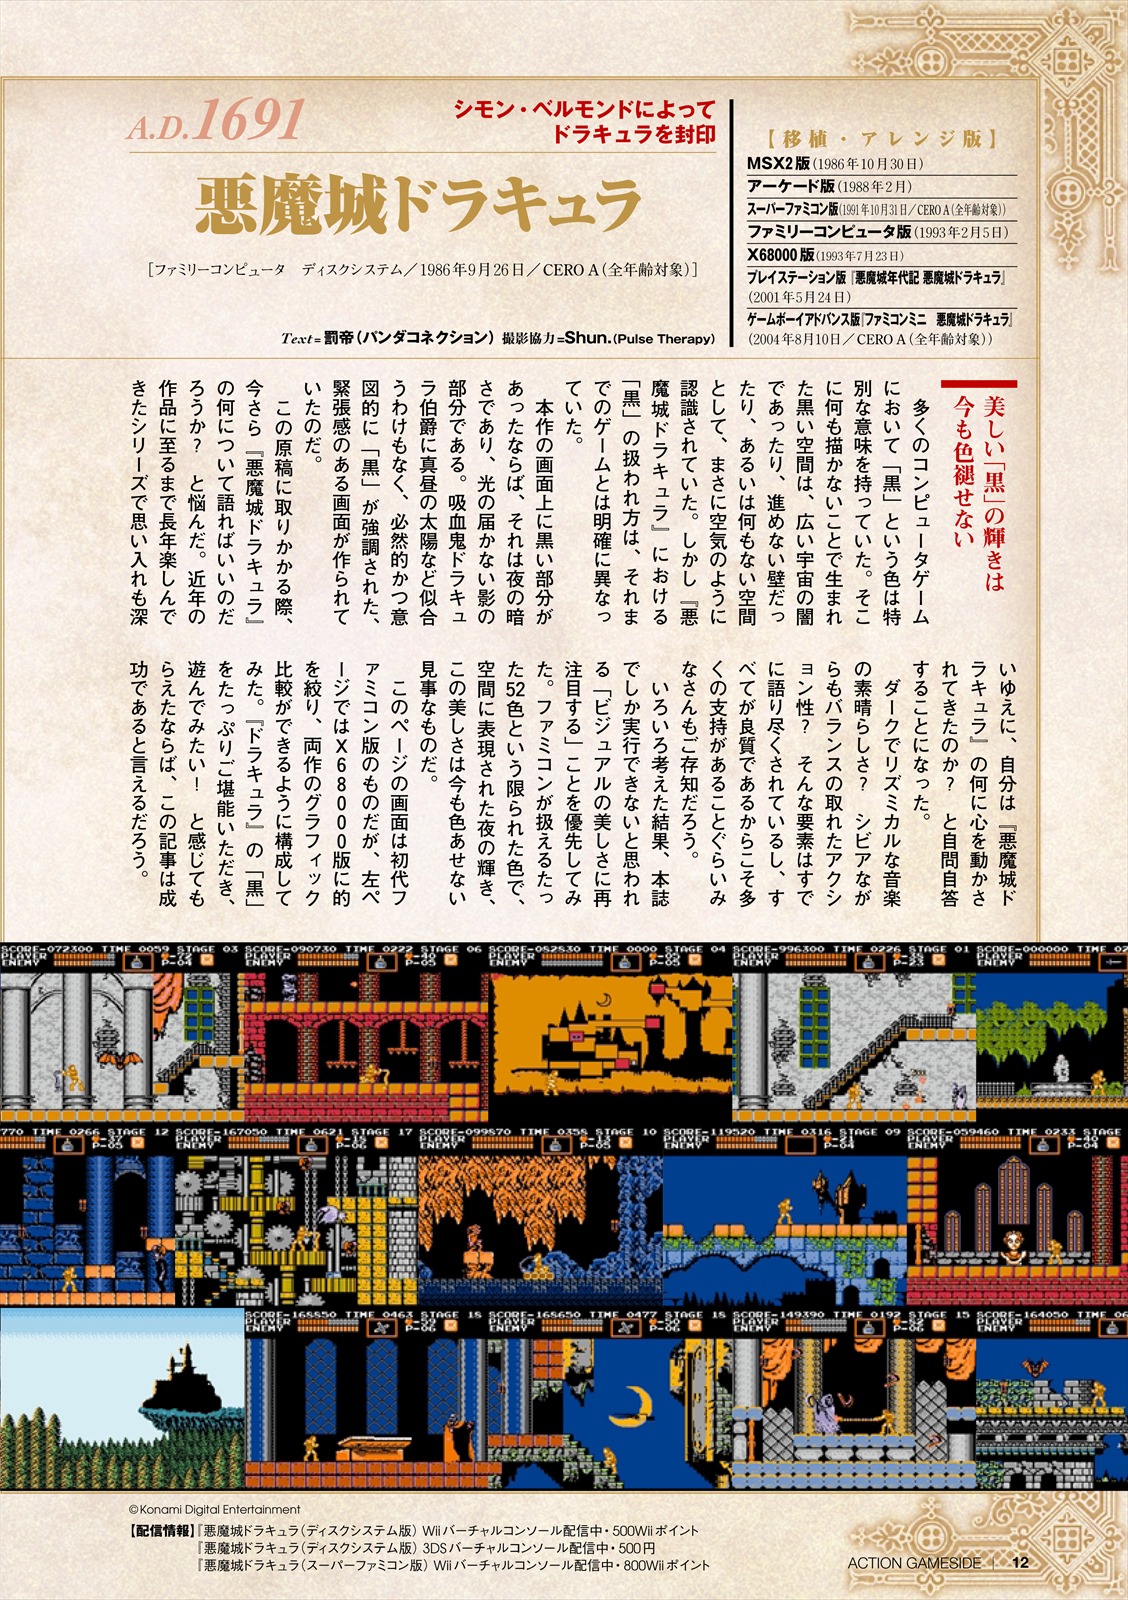 A.D.1691
シモン・ベルモンドによって
ドラキュラを封印
悪魔城ドラキュラ
［ファミリーコンピュータ　ディスクシステム／1986年9月26日／CERO A（全年齢対象）］
Text＝罰帝（パンダコネクション） 撮影協力＝Shun.（Pulse Therapy）
【移植・アレンジ版】
MSX2版（1986年10月30日）
アーケード版（1988年2月）
スーパーファミコン版（1991年10月31日／CERO A（全年齢対象））
ファミリーコンピュータ版（1993年2月5日）
X68000版（1993年7月23日）
プレイステーション版『悪魔城年代記 悪魔城ドラキュラ』
（2001年5月24日）
ゲームボーイアドバンス版『ファミコンミニ　悪魔城ドラキュラ』
（2004年8月10日／CERO A（全年齢対象））
美しい「黒」の輝きは
今も色褪せない
　多くのコンピュータゲーム
において「黒」という色は特
別な意味を持っていた。そこ
に何も描かないことで生まれ
た黒い空間は、広い宇宙の闇
であったり、進めない壁だっ
たり、あるいは何もない空間
として、まさに空気のように
認識されていた。しかし『悪
魔城ドラキュラ』における
「黒」の扱われ方は、それま
でのゲームとは明確に異なっ
ていた。
　本作の画面上に黒い部分が
あったならば、それは夜の暗
さであり、光の届かない影の
部分である。吸血鬼ドラキュ
ラ伯爵に真昼の太陽など似合
うわけもなく、必然的かつ意
図的に「黒」が強調された、
緊張感のある画面が作られて
いたのだ。
　この原稿に取りかかる際、
今さら『悪魔城ドラキュラ』
の何について語ればいいのだ
ろうか？　と悩んだ。近年の
作品に至るまで長年楽しんで
きたシリーズで思い入れも深
いゆえに、自分は『悪魔城ド
ラキュラ』の何に心を動かさ
れてきたのか？　と自問自答
することになった。
　ダークでリズミカルな音楽
の素晴らしさ？　シビアなが
らもバランスの取れたアクシ
ョン性？　そんな要素はすで
に語り尽くされているし、す
べてが良質であるからこそ多
くの支持があることぐらいみ
なさんもご存知だろう。
　いろいろ考えた結果、本誌
でしか実行できないと思われ
る「ビジュアルの美しさに再
注目する」ことを優先してみ
た。ファミコンが扱えるたっ
た52色という限られた色で、
空間に表現された夜の輝き、
この美しさは今も色あせない
見事なものだ。
　このページの画面は初代フ
ァミコン版のものだが、左ペ
ージではX68000版に的
を絞り、両作のグラフィック
比較ができるように構成して
みた。『ドラキュラ』の「黒」
をたっぷりご堪能いただき、
遊んでみたい！　と感じても
らえたならば、この記事は成
功であると言えるだろう。
SCORE-072300 TIME 0059 STAGE 03
PLAYER
ENEMY
P-04
SCORE-090730 TIME 0222 STAGE 06
PLAYER
ENEMY
P-05
SCORE-082830 TIME 0000 STAGE 04
PLAYER
ENEMY
P-05
SCORE-996300 TIME 0226 STAGE 01
PLAYER
ENEMY
P-23
SCORE-000000 TIME 02
PLAYER
ENEMY
770 TIME 0266 STAGE 12
P-05
SCORE-167050 TIME 0621 STAGE 17
PLAYER
ENEMY
P-06
SCORE-099870 TIME 0358 STAGE 10
PLAYER
ENEMY
SCORE-119520 TIME 0316 STAGE 09
PLAYER
ENEMY
P-04
SCORE-059460 TIME 0233 STAGE
PLAYER
ENEMY
P-04
SCORE-168850 TIME 0463 STAGE 18
PLAYER
ENEMY
P-06
SCORE-168650 TIME 0477 STAGE 18
PLAYER
ENEMY
P-06
SCORE-149390 TIME 0192 STAGE 15
PLAYER
ENEMY
P-06
SCORE-164050 TIME 06
PLAYER
ENEMY
©Konami Digital Entertainment
【配信情報】『悪魔城ドラキュラ（ディスクシステム版） Wiiバーチャルコンソール配信中・500Wiiポイント
『悪魔城ドラキュラ（ディスクシステム版） 3DSバーチャルコンソール配信中・500円
『悪魔城ドラキュラ（スーパーファミコン版） Wiiバーチャルコンソール配信中・800Wiiポイント
ACTION GAMESIDE | 12